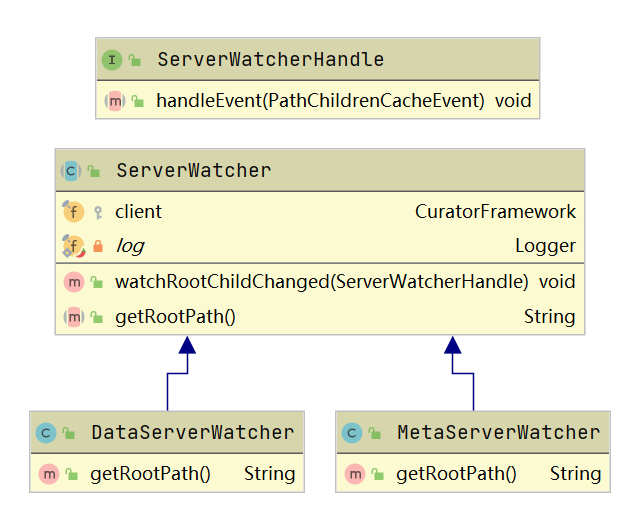 I ServerWatcherHandle
m handleEvent(PathChildrenCacheEvent) void
C ServerWatcher
f client CuratorFramework
f log Logger
m watchRootChildChanged(ServerWatcherHandle) void
m getRootPath() String
C DataServerWatcher
m getRootPath() String
C MetaServerWatcher
m getRootPath() String